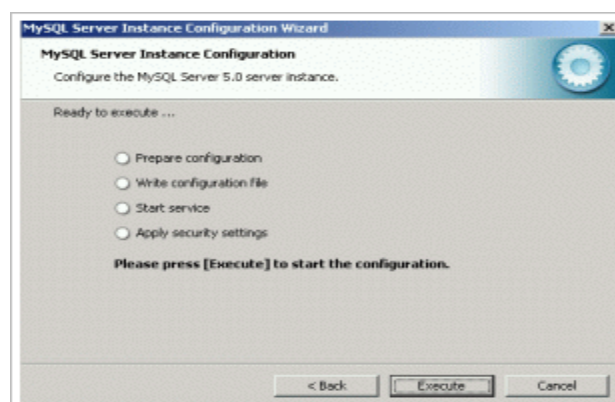 MySQL Server Instance Configuration Wizard
MySQL Server Instance Configuration
Configure the MySQL Server 5.0 server instance.
Ready to execute ...
Prepare configuration
Write configuration file
Start service
Apply security settings
Please press [Execute] to start the configuration.
< Back Execute Cancel